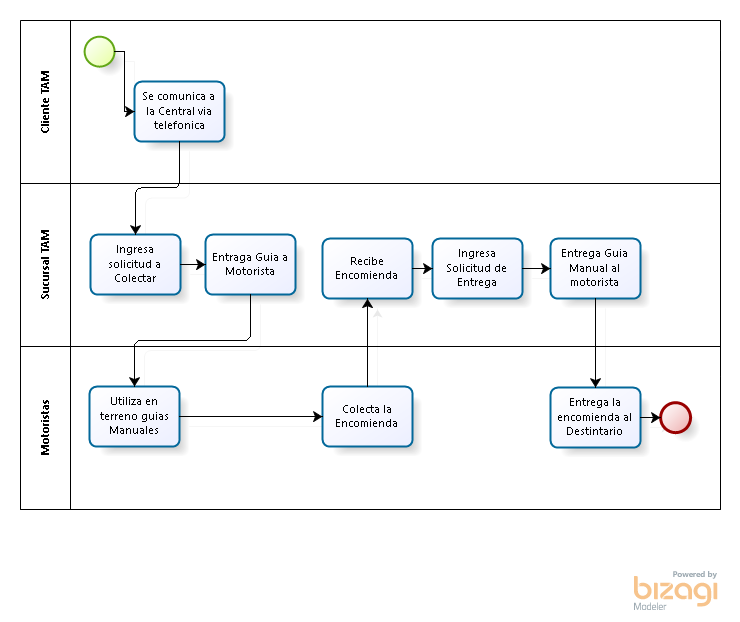 Cliente TAM
Se comunica a
la Central via
telefonica
Sucursal TAM
Ingresa
solicitud a
Colectar
Entraga Guia a
Motorista
Recibe
Encomienda
Ingresa
Solicitud de
Entrega
Entrega Guia
Manual al
motorista
Motoristas
Utiliza en
terreno guias
Manuales
Colecta la
Encomienda
Entrega la
encomienda al
Destintario
Powered by
bizagi
Modeler